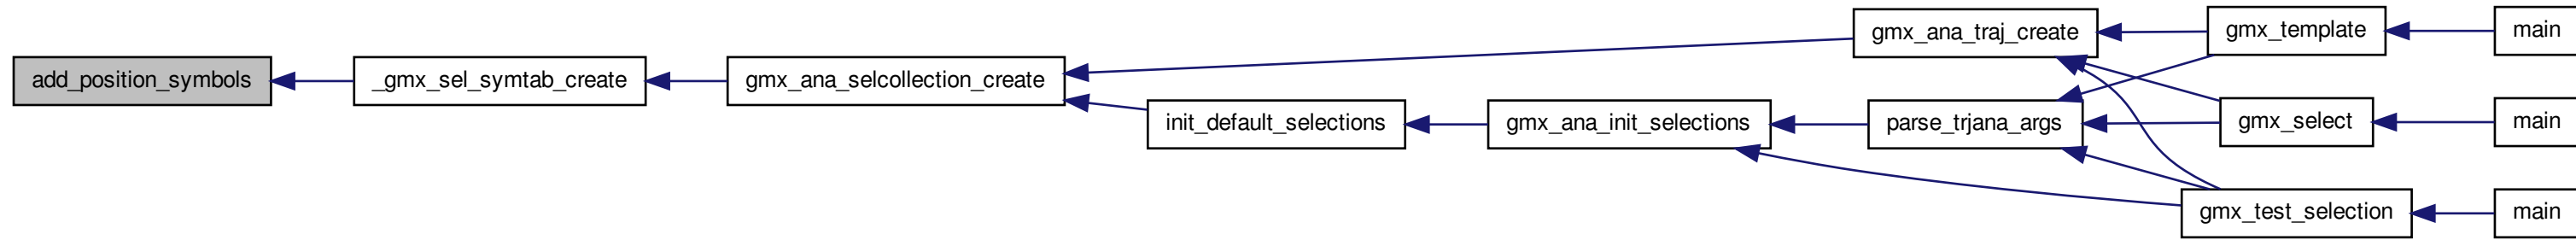 add_position_symbols
_gmx_sel_symtab_create
gmx_ana_selcollection_create
gmx_ana_traj_create
gmx_template
main
init_default_selections
gmx_ana_init_selections
parse_trjana_args
gmx_select
main
gmx_test_selection
main